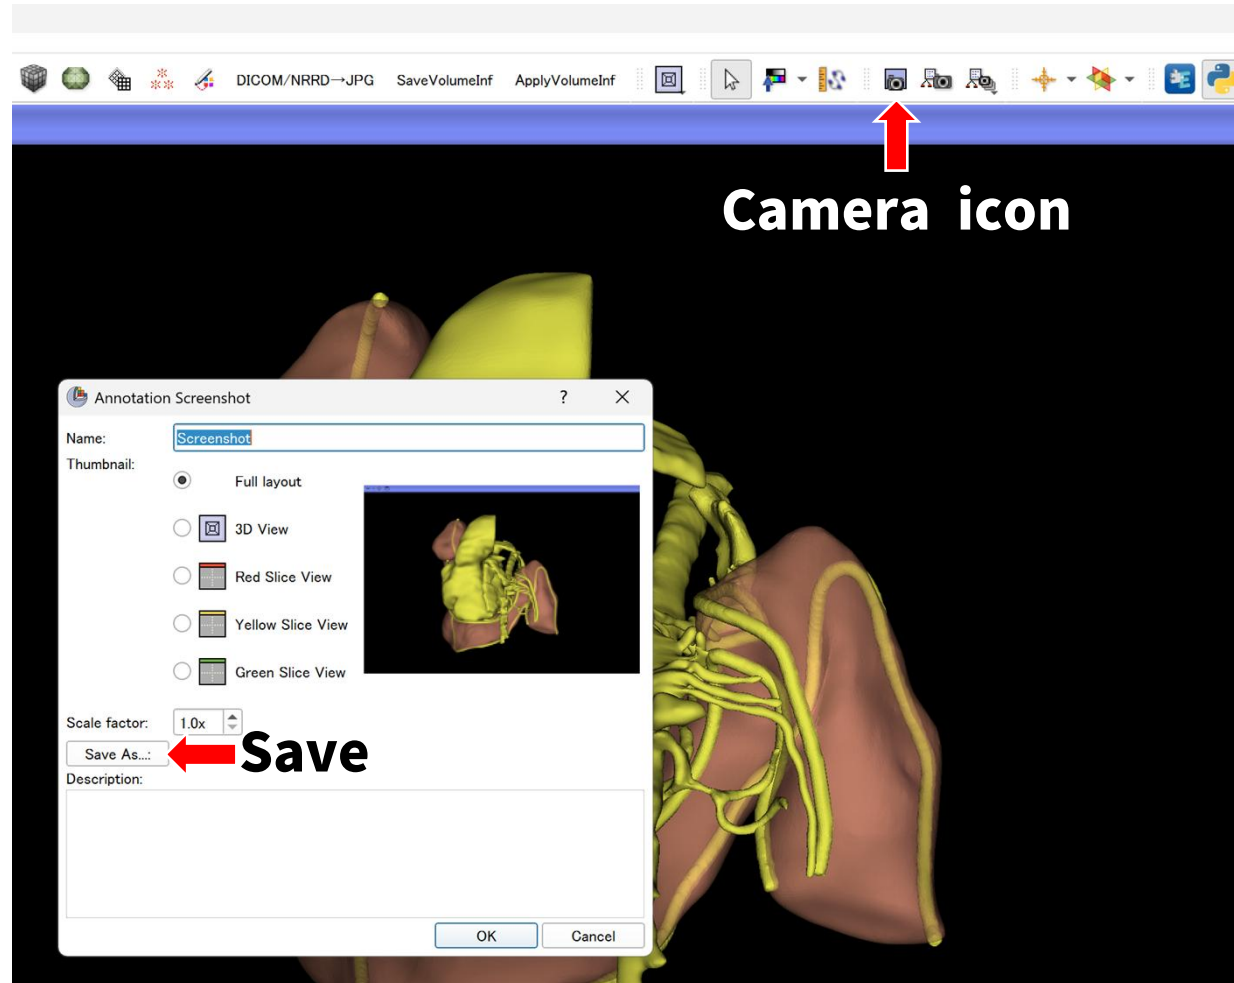 DICOM/NRRD→JPG SaveVolumeInf ApplyVolumeInf
Camera icon
Annotation Screenshot ?
Name: Screenshot
Thumbnail:
Full layout
3D View
Red Slice View
Yellow Slice View
Green Slice View
Scale factor: 1.0x
Save As...: Save
Description:
OK Cancel